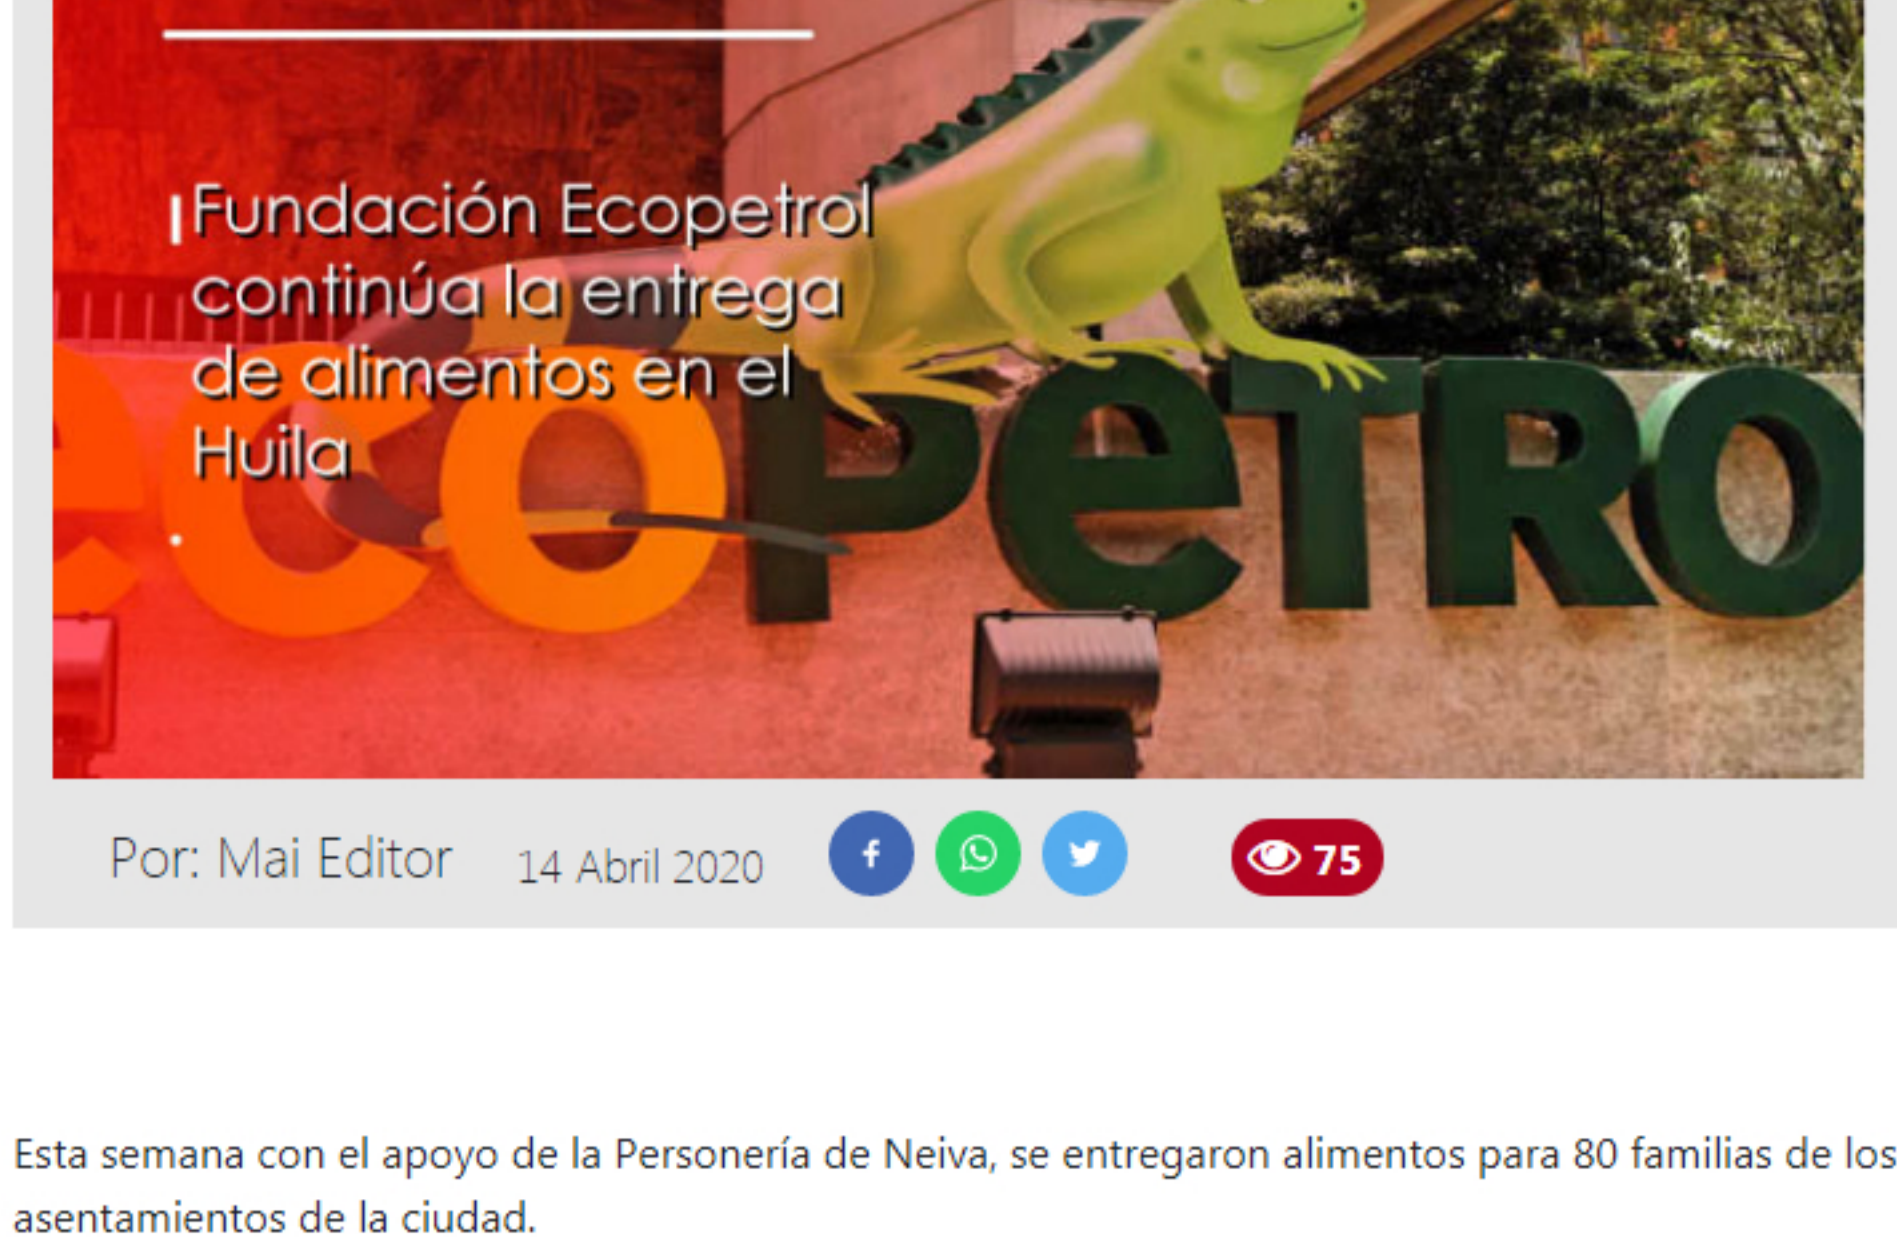 Fundación Ecopetrol
continúa la entrega
de alimentos en el
Huila
.
ecoPeTRO
Por: Mai Editor 14 Abril 2020 75
Esta semana con el apoyo de la Personería de Neiva, se entregaron alimentos para 80 familias de los
asentamientos de la ciudad.